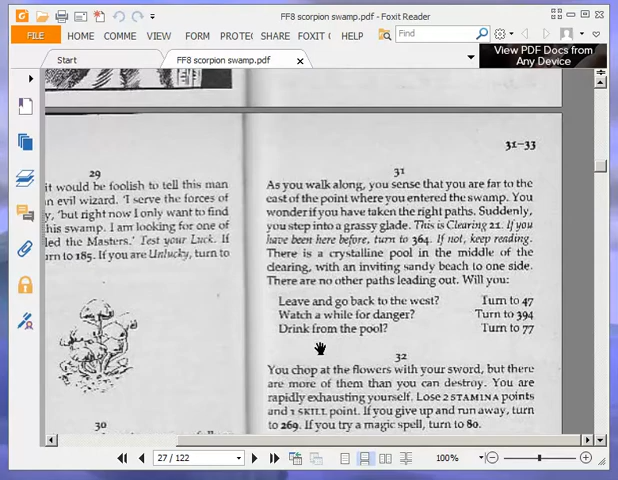 FF8 scorpion swamp.pdf - Foxit Reader
FILE HOME COMME VIEW FORM PROTE SHARE FOXIT HELP Find
Start FF8 scorpion swamp.pdf View PDF Docs from
Any Device
29
it would be foolish to tell this man
n evil wizard. 'I serve the forces of
y, 'but right now I only want to find
his swamp. I am looking for one of
led the Masters.' Test your Luck. If
rn to 185. If you are Unlucky, turn to
30
31-33
31
As you walk along, you sense that you are far to the
east of the point where you entered the swamp. You
wonder if you have taken the right paths. Suddenly,
you step into a grassy glade. This is Clearing 21. If you
have been here before, turn to 364. If not, keep reading.
There is a crystalline pool in the middle of the
clearing, with an inviting sandy beach to one side.
There are no other paths leading out. Will you:
Leave and go back to the west? Turn to 47
Watch a while for danger? Turn to 394
Drink from the pool? Turn to 77
32
You chop at the flowers with your sword, but there
are more of them than you can destroy. You are
rapidly exhausting yourself. Lose 2 STAMINA points
and 1 SKILL point. If you give up and run away, turn
to 269. If you try a magic spell, turn to 80.
27 / 122 100%